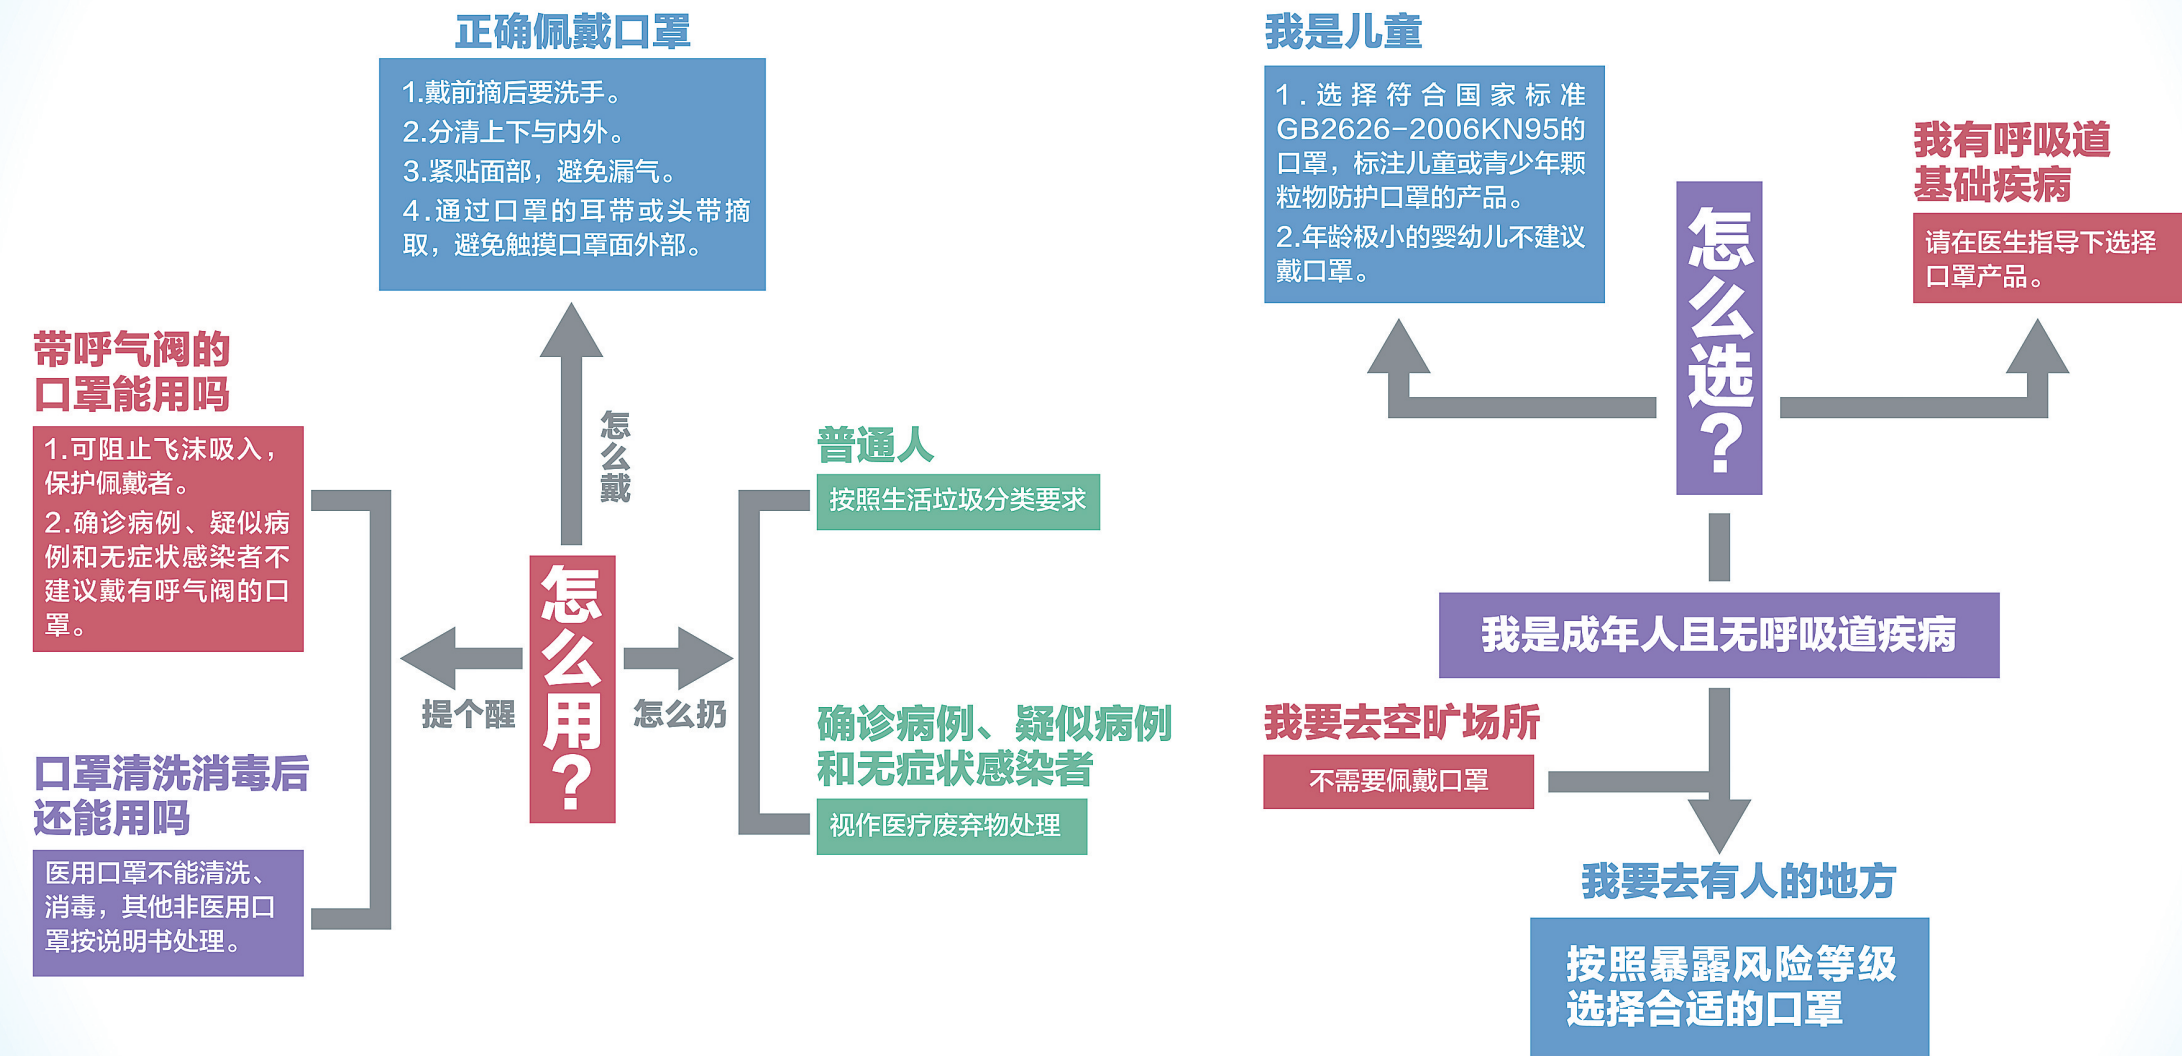 正确佩戴口罩
1.戴前摘后要洗手。
2.分清上下与内外。
3.紧贴面部，避免漏气。
4.通过口罩的耳带或头带摘
取，避免触摸口罩面外部。
带呼气阀的
口罩能用吗
1.可阻止飞沫吸入，
保护佩戴者。
2.确诊病例、疑似病
例和无症状感染者不
建议戴有呼气阀的口
罩。
怎么戴
普通人
按照生活垃圾分类要求
怎么用?
提个醒
怎么扔
确诊病例、疑似病例
和无症状感染者
视作医疗废弃物处理
口罩清洗消毒后
还能用吗
医用口罩不能清洗、
消毒，其他非医用口
罩按说明书处理。
我是儿童
1.选择符合国家标准
GB2626-2006KN95的
口罩，标注儿童或青少年颗
粒物防护口罩的产品。
2.年龄极小的婴幼儿不建议
戴口罩。
怎么选?
我有呼吸道
基础疾病
请在医生指导下选择
口罩产品。
我是成年人且无呼吸道疾病
我要去空旷场所
不需要佩戴口罩
我要去有人的地方
按照暴露风险等级
选择合适的口罩